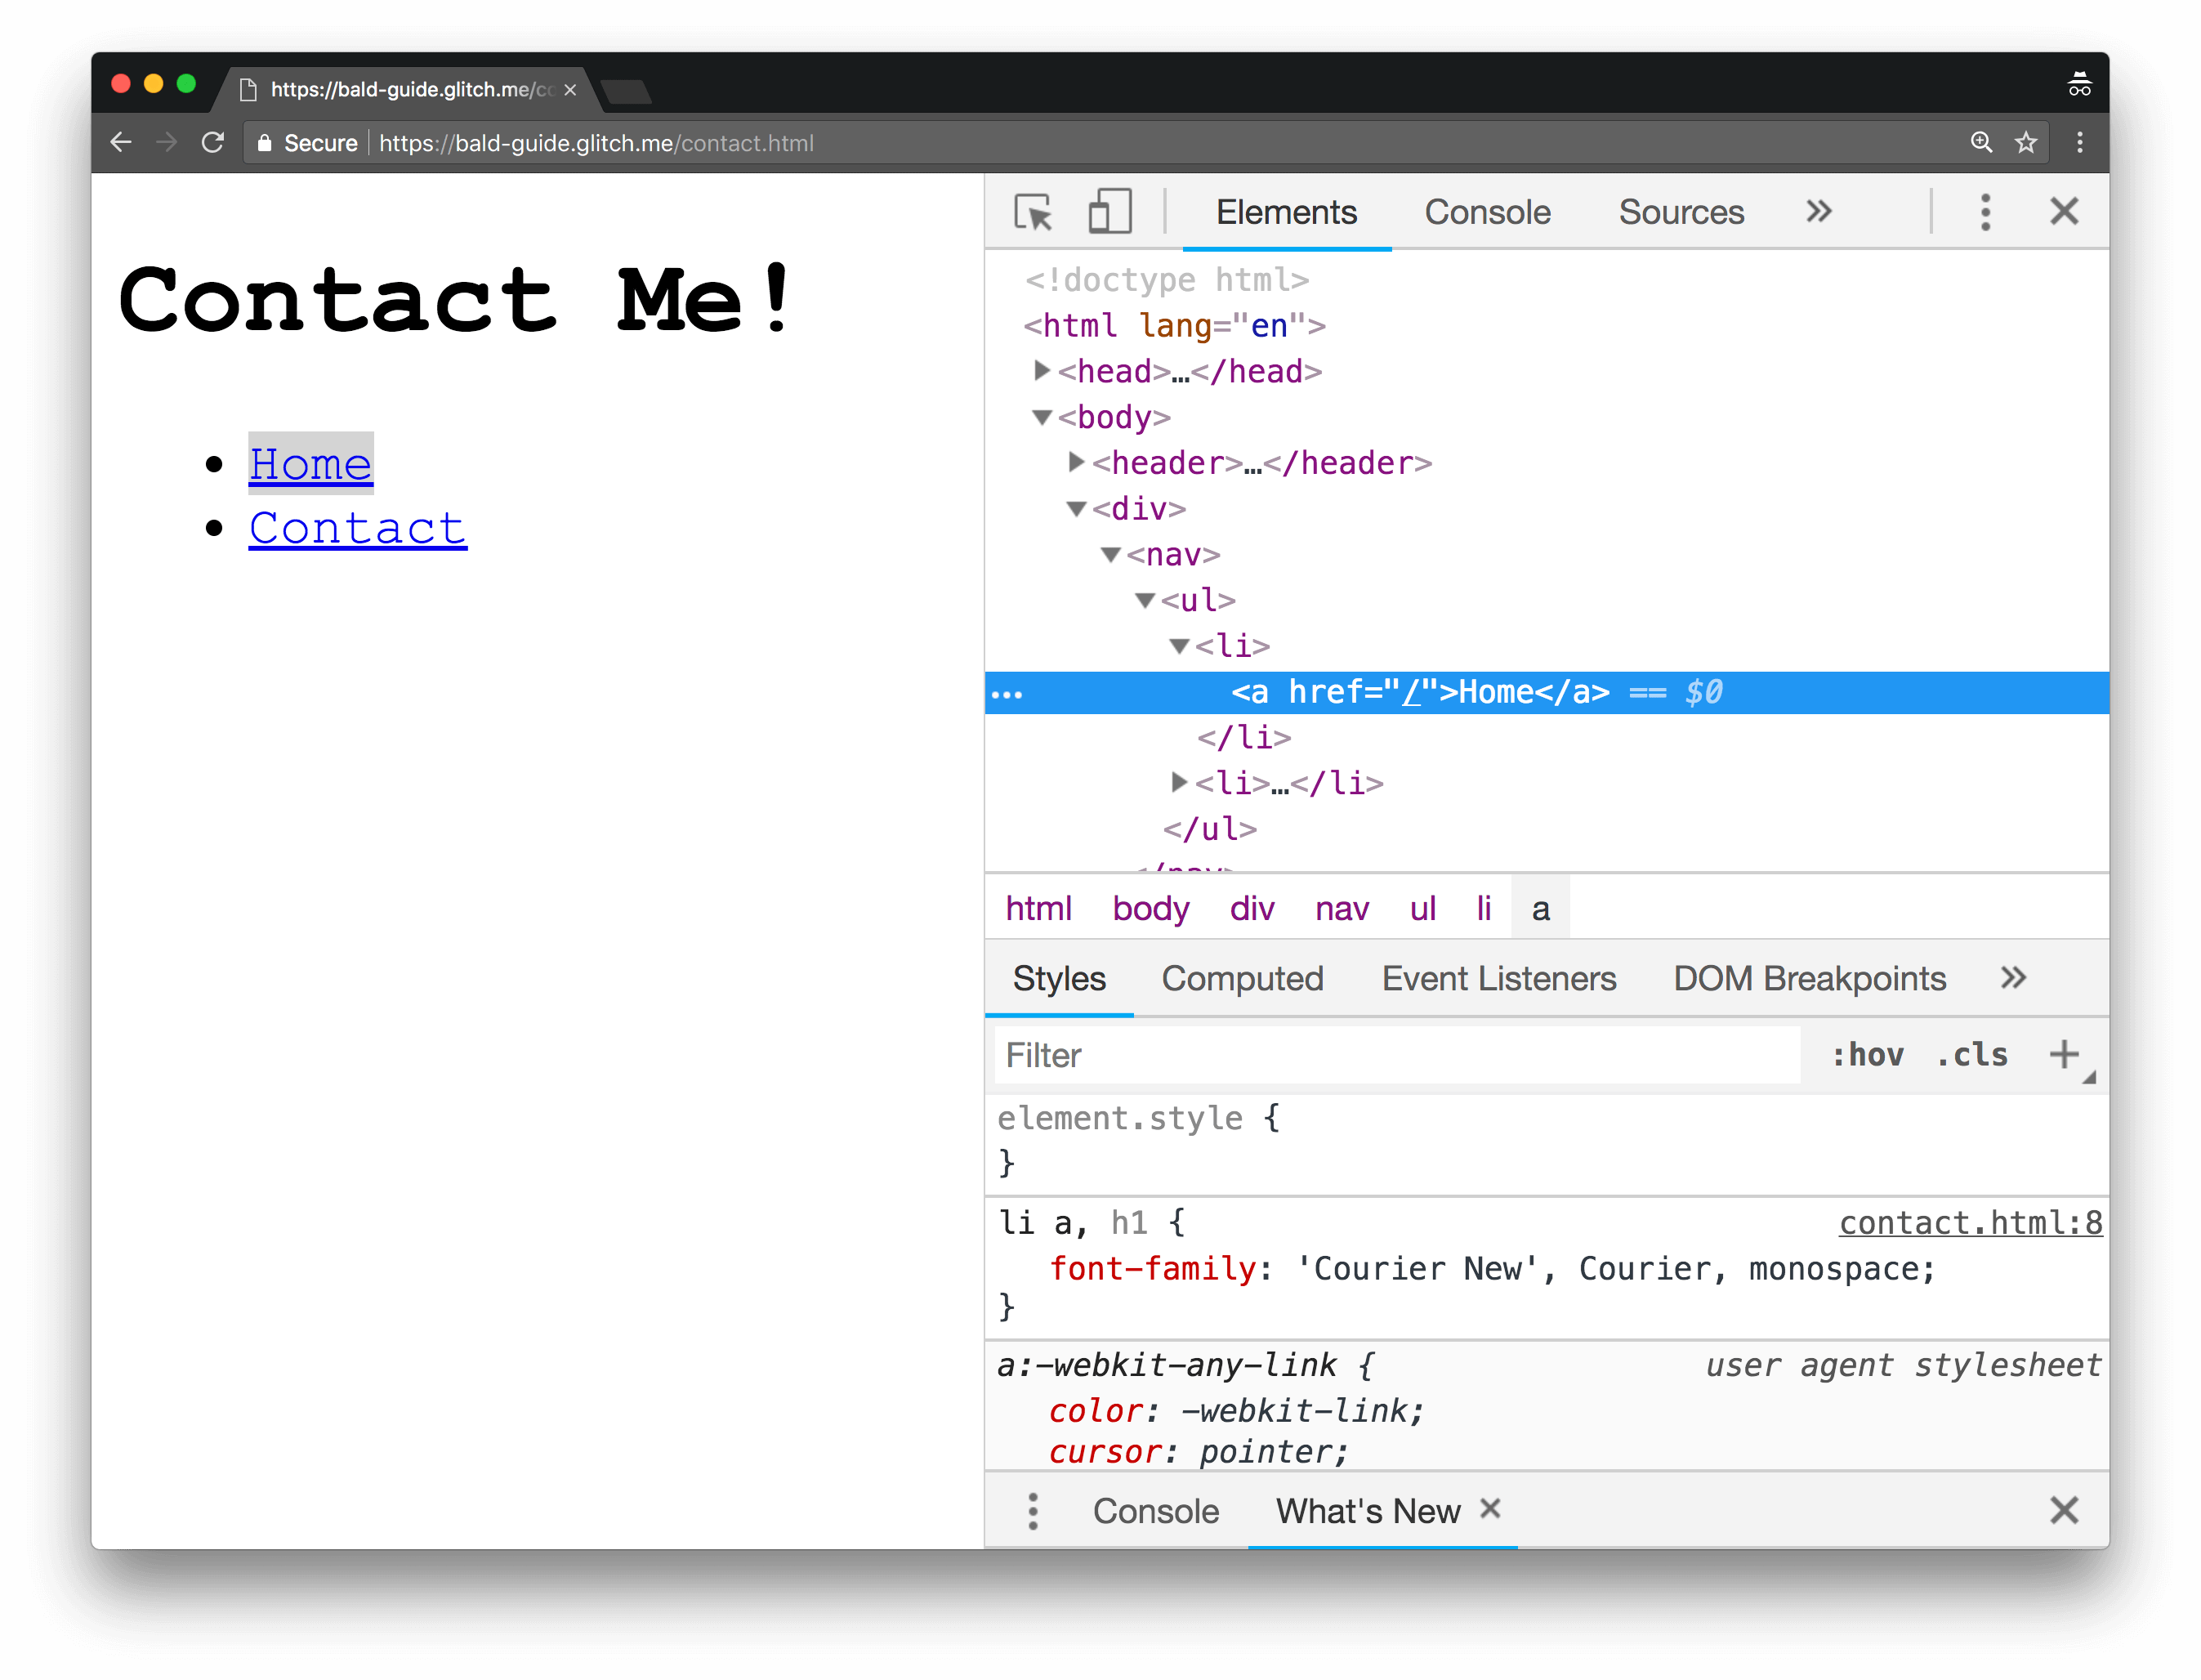 https://bald-guide.glitch.me/co
Secure https://bald-guide.glitch.me/contact.html
Contact Me!
Home
Contact
Elements Console Sources
<!doctype html>
<html lang="en">
<head>…</head>
<body>
<header>…</header>
<div>
<nav>
<ul>
<li>
<a href="/">Home</a> == $0
</li>
<li>…</li>
</ul>
</nav>
html body div nav ul li a
Styles Computed Event Listeners DOM Breakpoints
Filter :hov .cls
element.style {
}
li a, h1 { contact.html:8
font-family: 'Courier New', Courier, monospace;
}
a:-webkit-any-link { user agent stylesheet
color: -webkit-link;
cursor: pointer;
Console What's New